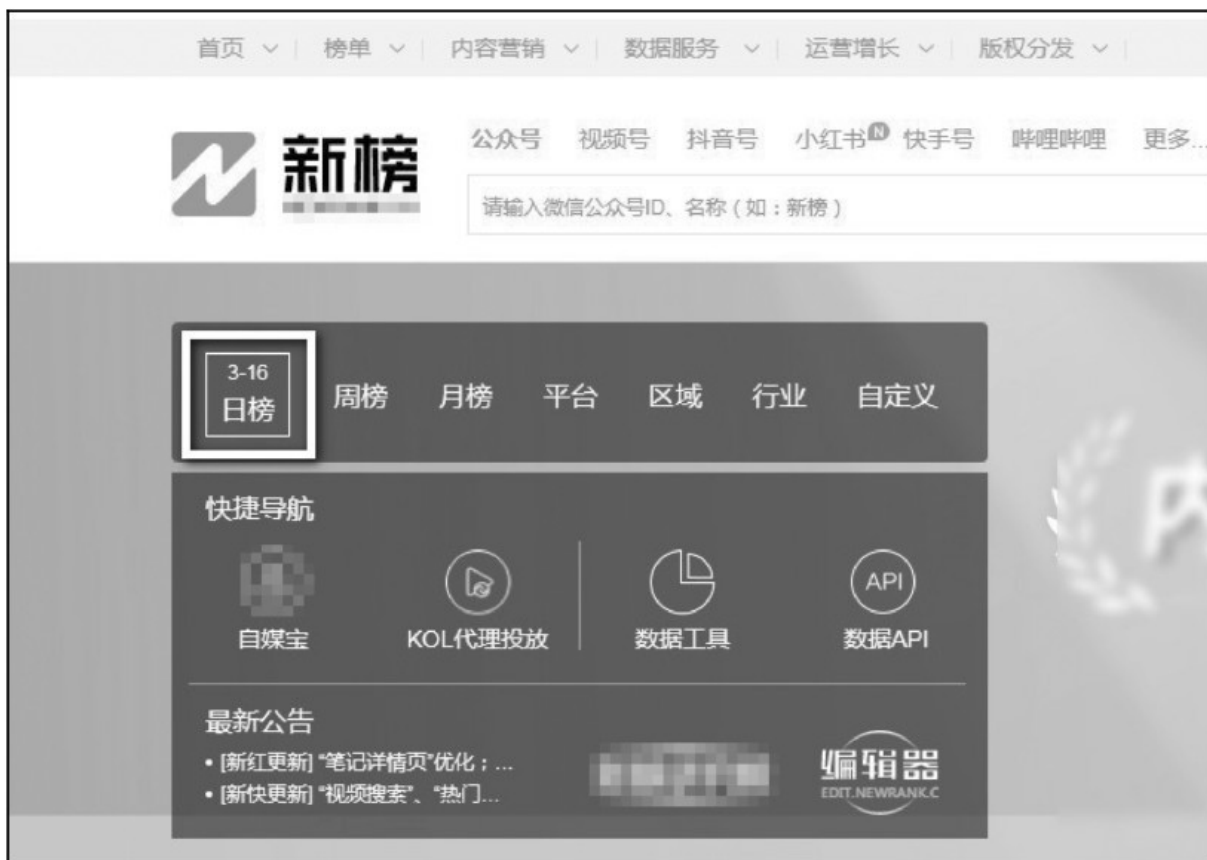 首页 榜单 内容营销 数据服务 运营增长 版权分发
新榜
公众号 视频号 抖音号 小红书 N 快手号 哔哩哔哩 更多...
请输入微信公众号ID、名称（如：新榜）
3-16
日榜 周榜 月榜 平台 区域 行业 自定义
快捷导航
API
自媒宝 KOL代理投放 数据工具 数据API
最新公告
• [新红更新] “笔记详情页”优化；...
• [新快更新] “视频搜索”、“热门...
编辑器
EDIT.NEWRANK.C
内